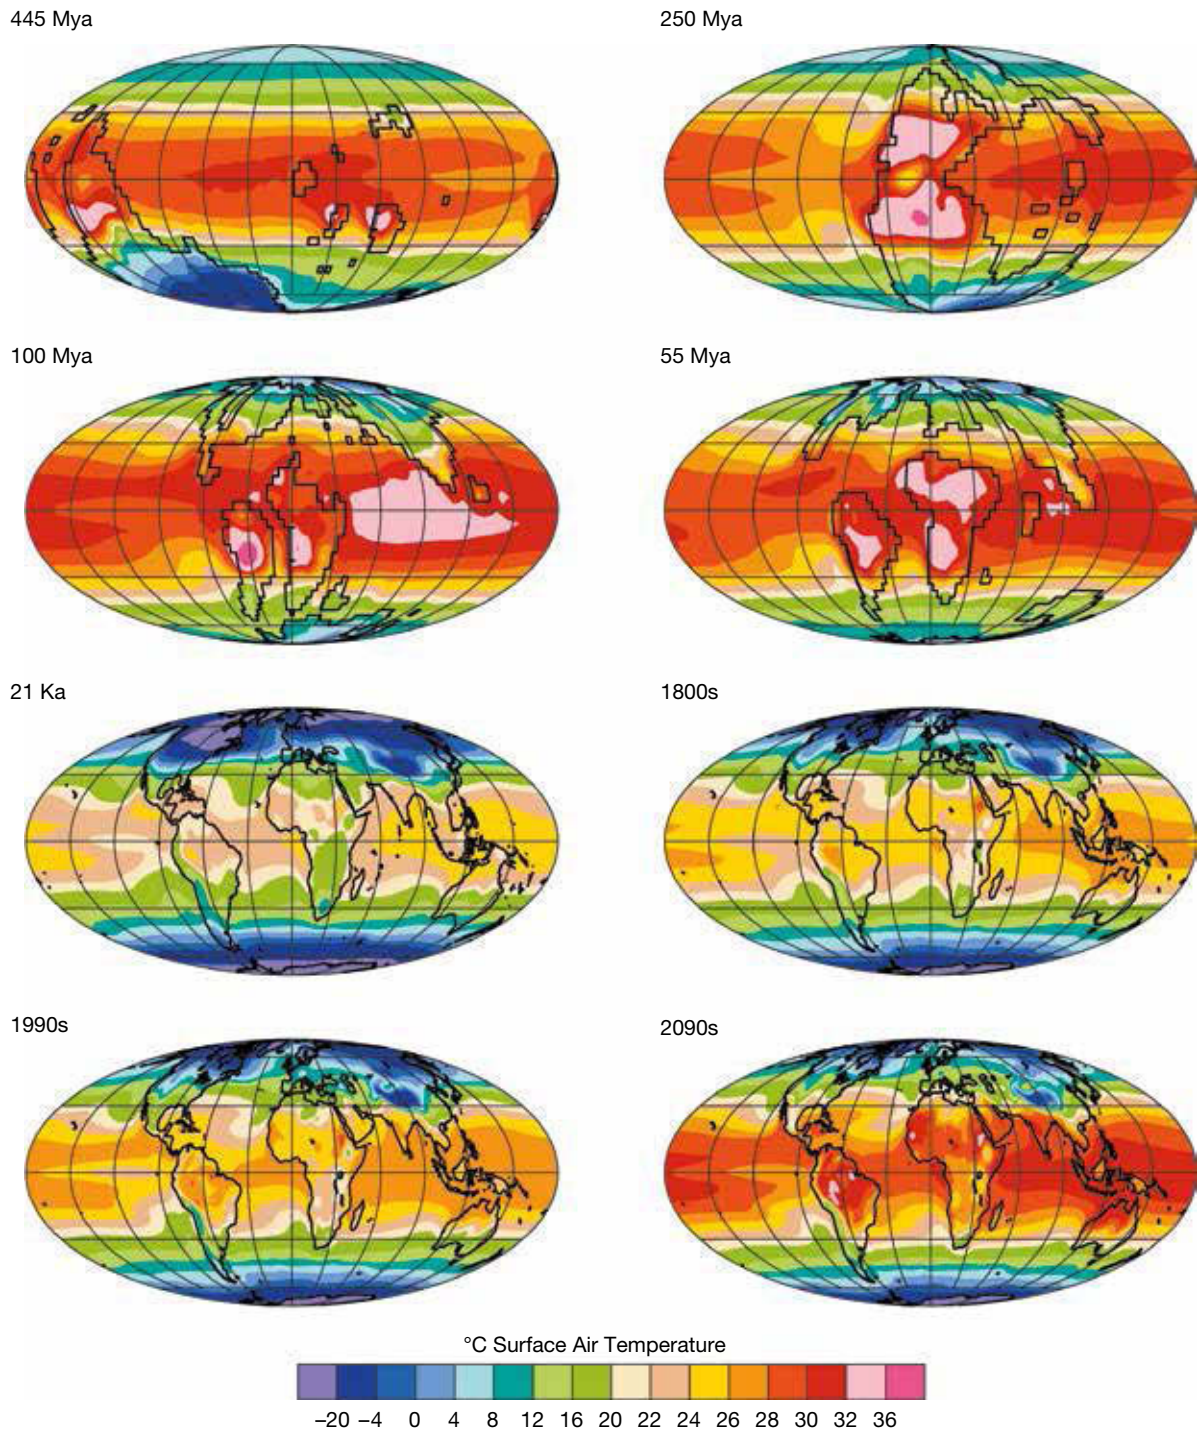 445 Mya
250 Mya
100 Mya
55 Mya
21 Ka
1800s
1990s
2090s
°C Surface Air Temperature
–20 –4 0 4 8 12 16 20 22 24 26 28 30 32 36